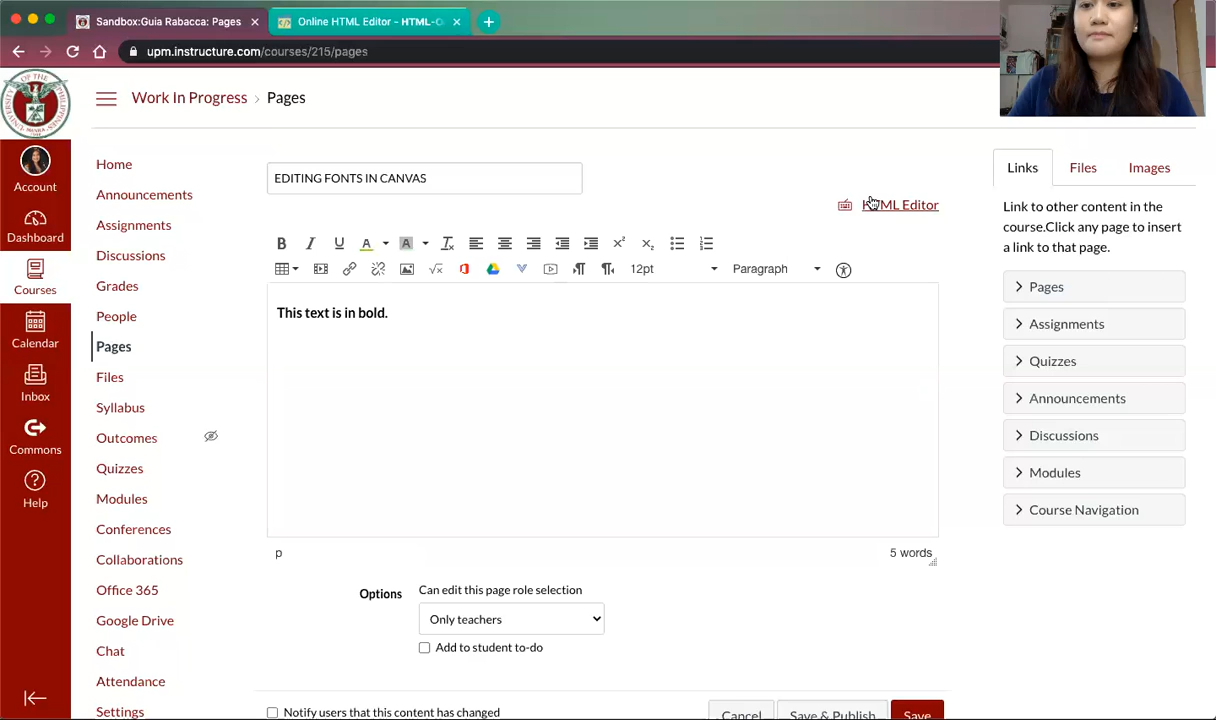 Sandbox:Guia Rabacca: Pages
Online HTML Editor - HTML-O
upm.instructure.com/courses/215/pages
Work In Progress › Pages
Account
Dashboard
Courses
Calendar
Inbox
Commons
Help
Home
Announcements
Assignments
Discussions
Grades
People
Pages
Files
Syllabus
Outcomes
Quizzes
Modules
Conferences
Collaborations
Office 365
Google Drive
Chat
Attendance
Settings
EDITING FONTS IN CANVAS
HTML Editor
12pt
Paragraph
This text is in bold.
p
5 words
Options
Can edit this page role selection
Only teachers
Add to student to-do
Notify users that this content has changed
Cancel
Save & Publish
Save
Links
Files
Images
Link to other content in the
course.Click any page to insert
a link to that page.
Pages
Assignments
Quizzes
Announcements
Discussions
Modules
Course Navigation